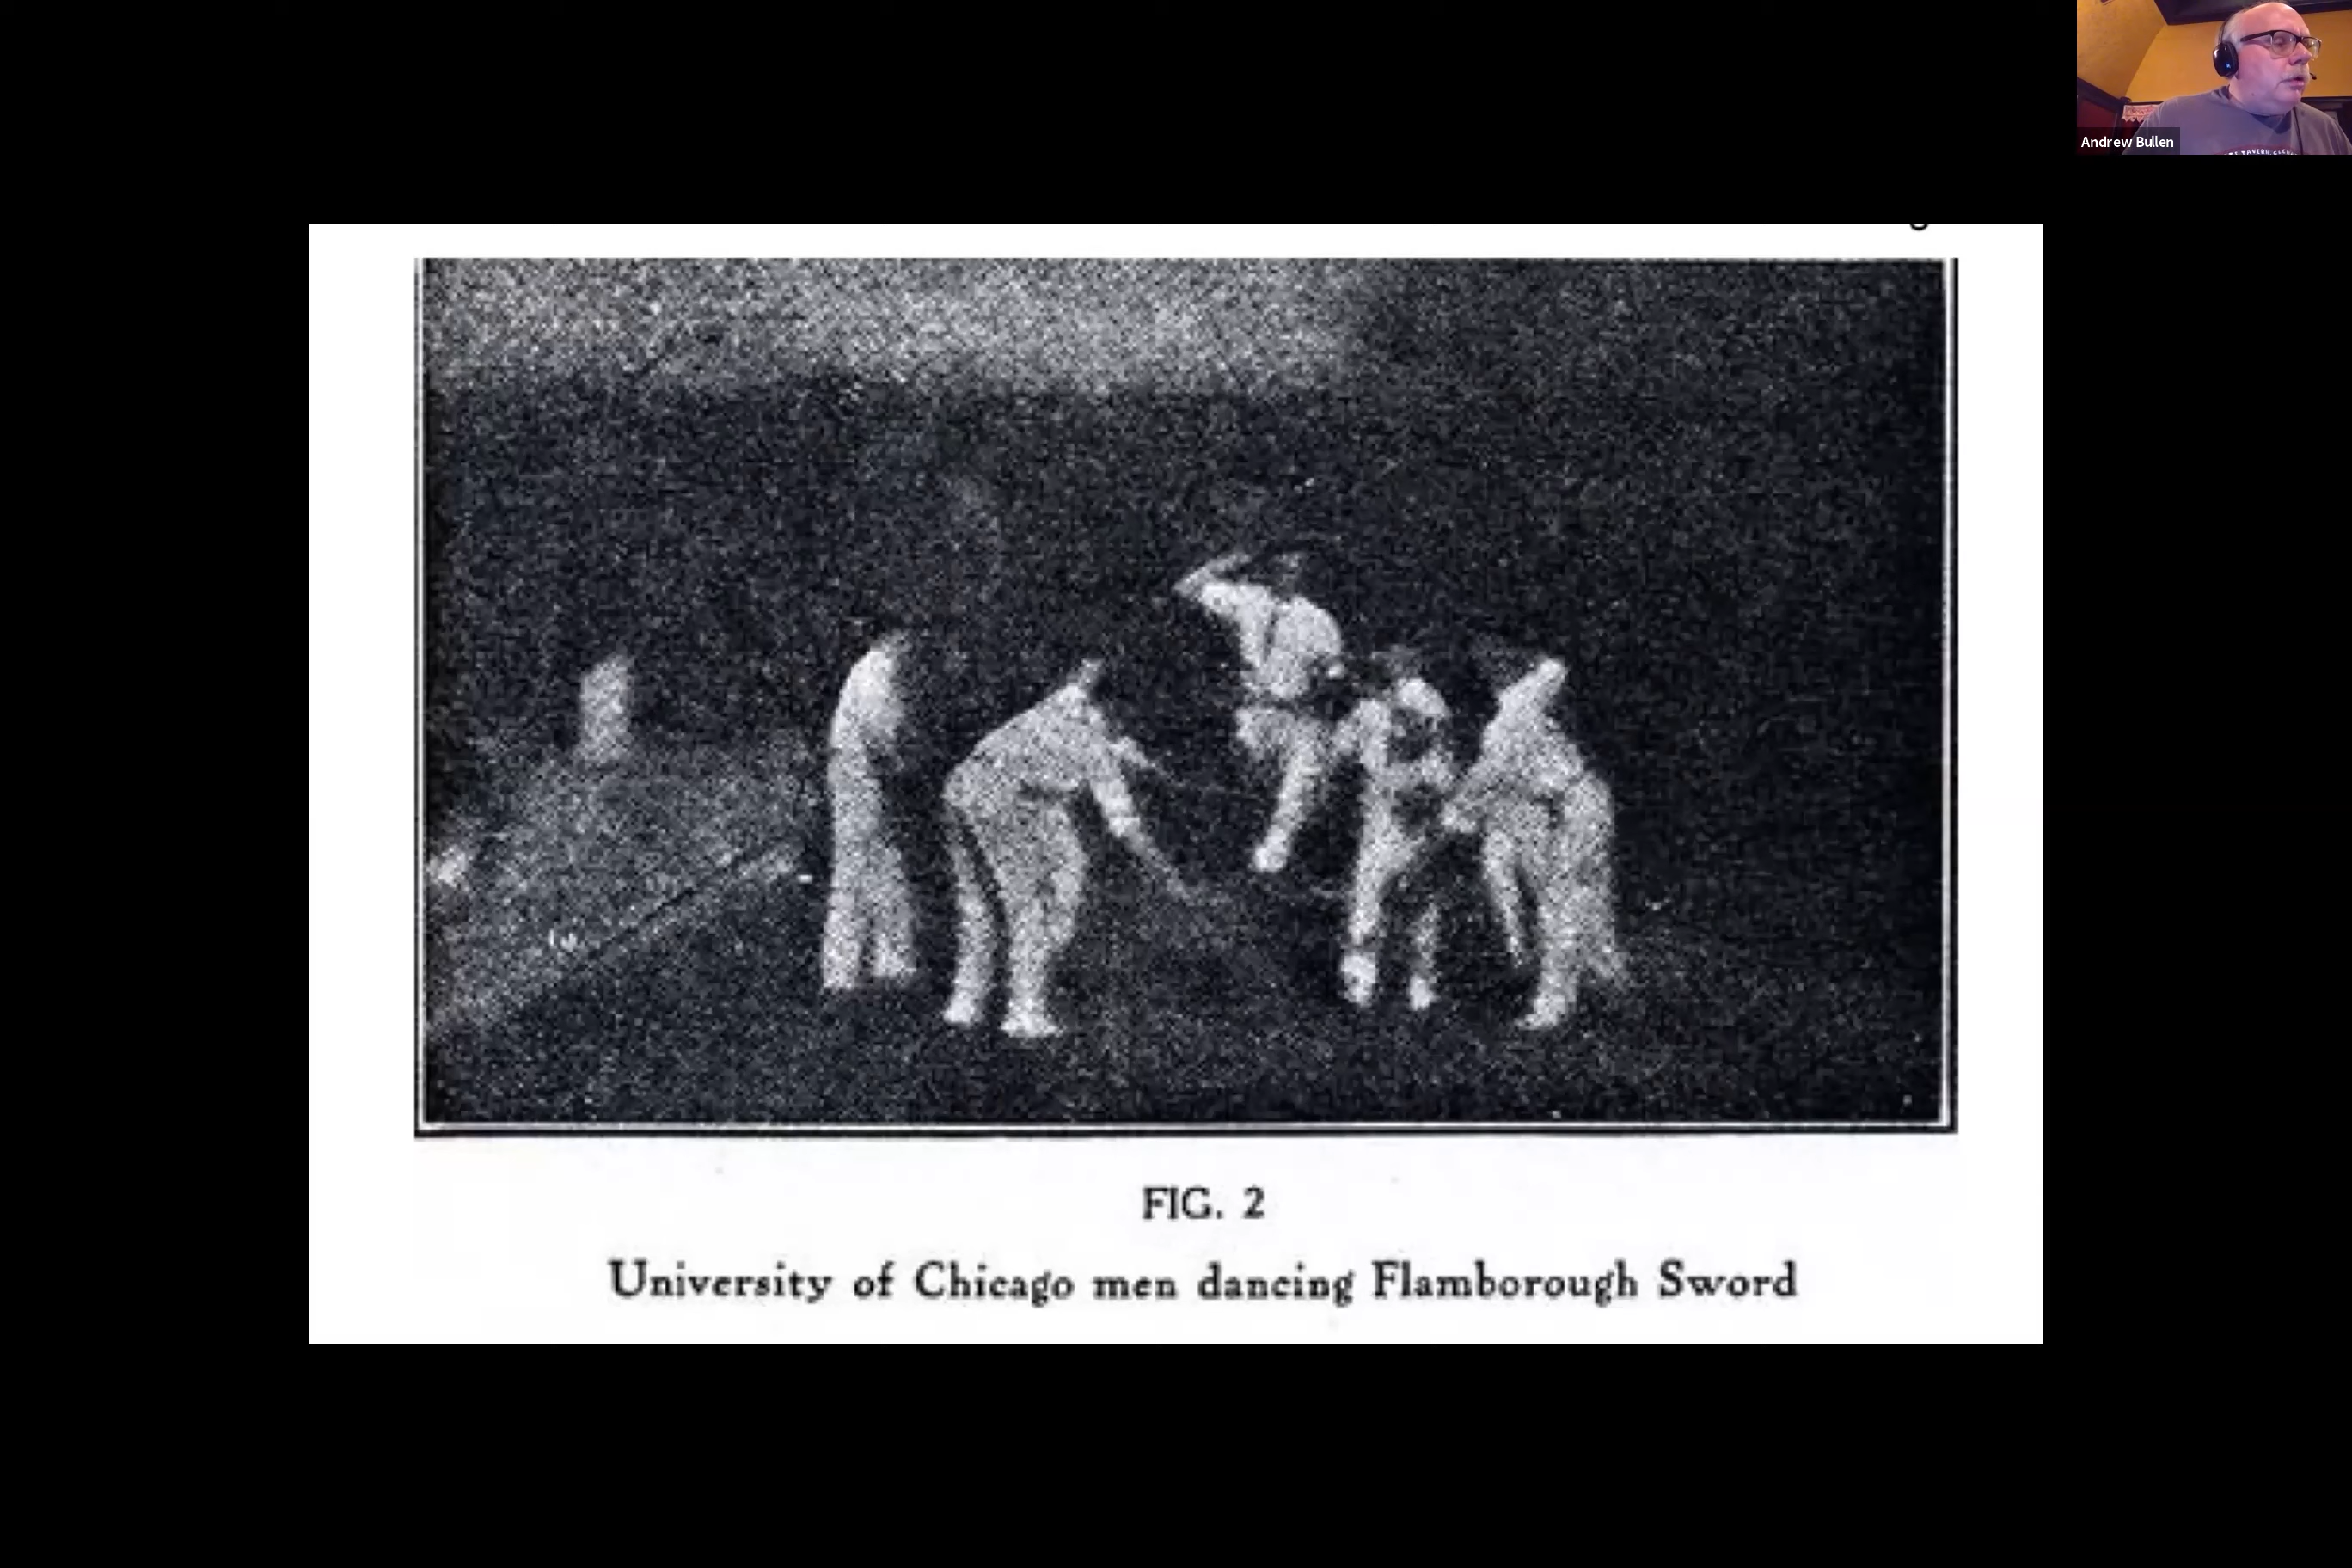 Andrew Bullen
FIG. 2
University of Chicago men dancing Flamborough Sword